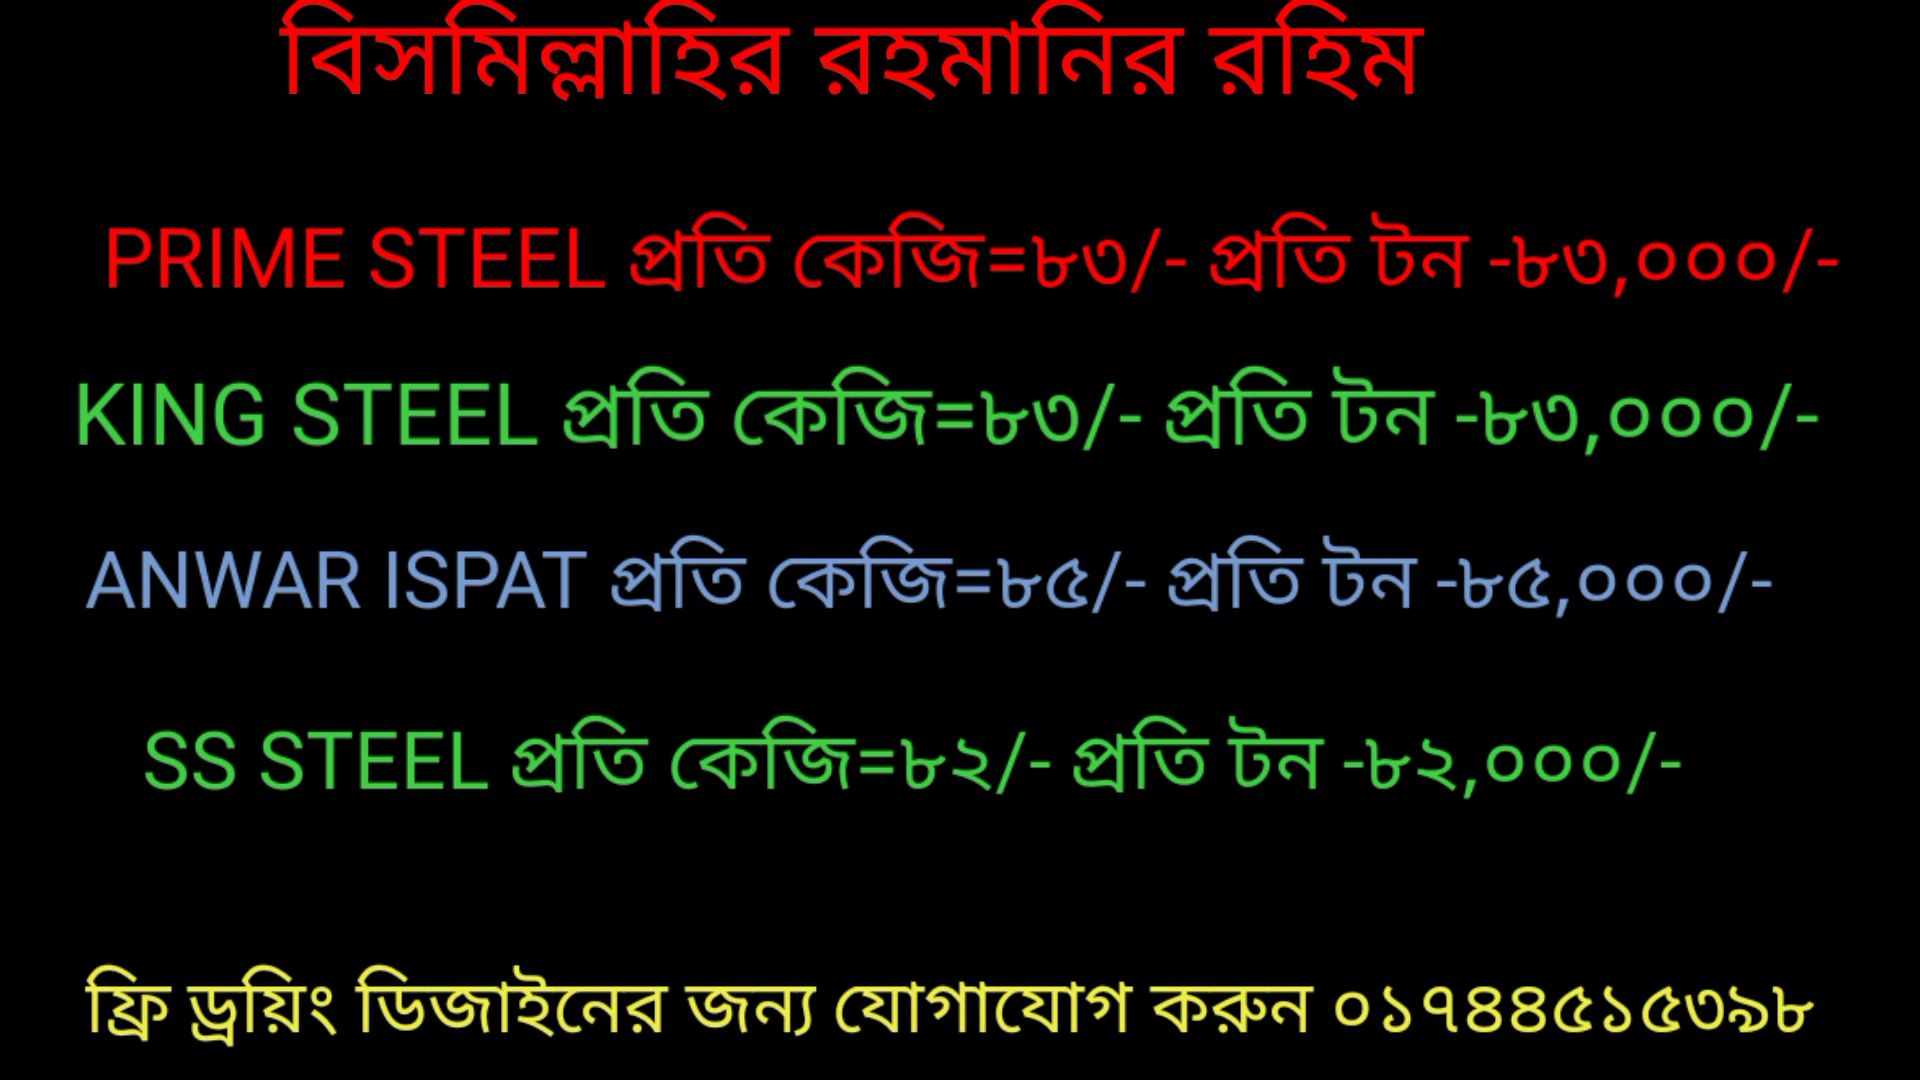 বিসমিল্লাহির রহমানির রহিম
PRIME STEEL প্রতি কেজি=৮৩/- প্রতি টন -৮৩,০০০/-
KING STEEL প্রতি কেজি=৮৩/- প্রতি টন -৮৩,০০০/-
ANWAR ISPAT প্রতি কেজি=৮৫/- প্রতি টন -৮৫,০০০/-
SS STEEL প্রতি কেজি=৮২/- প্রতি টন -৮২,০০০/-
ফ্রি ড্রয়িং ডিজাইনের জন্য যোগাযোগ করুন ০১৭৪৪৫১৫৩৯৮